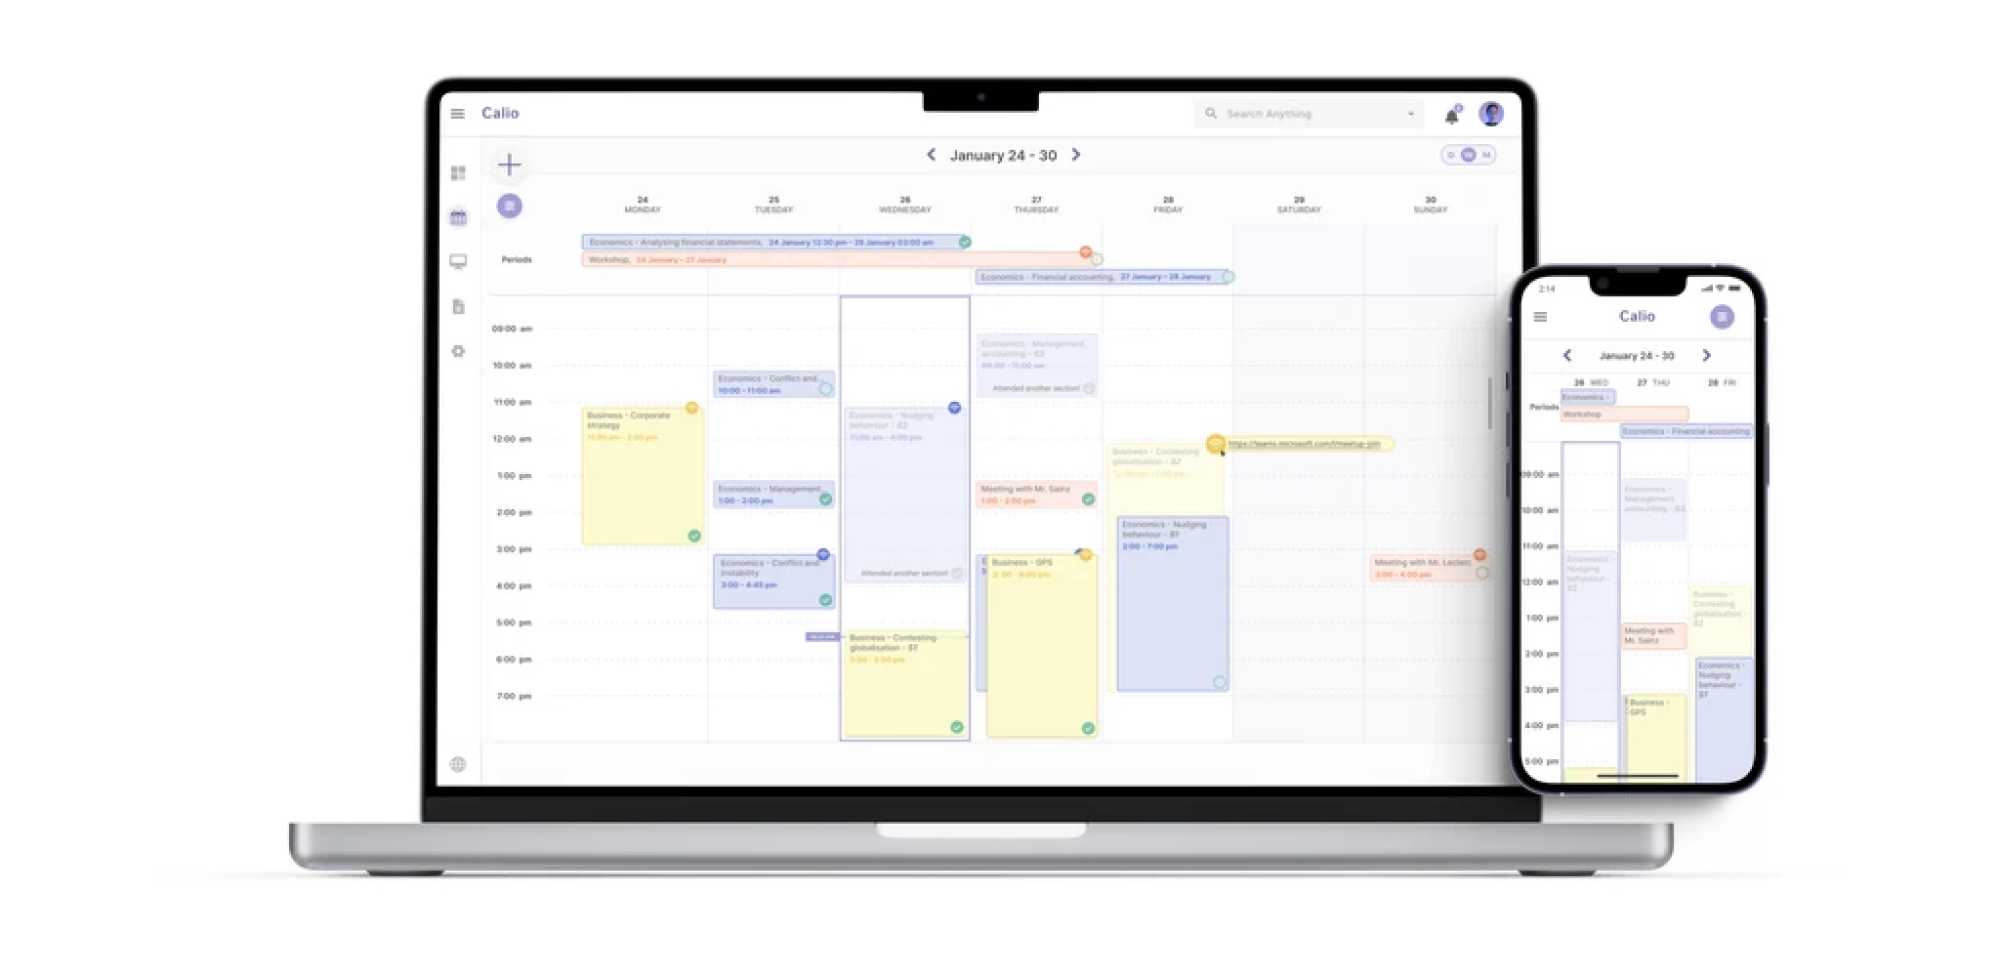 Calio
Search Anything
January 24 - 30
D W M
24 25 26 27 28 29 30
MONDAY TUESDAY WEDNESDAY THURSDAY FRIDAY SATURDAY SUNDAY
Periods
Economics - Analysing financial statements, 24 January 12:30 pm - 26 January 03:00 am
Workshop, 24 January - 27 January
Economics - Financial accounting, 27 January - 28 January
09:00 am
10:00 am
11:00 am
12:00 am
1:00 pm
2:00 pm
3:00 pm
4:00 pm
5:00 pm
6:00 pm
7:00 pm
Business - Corporate
strategy
11:00 am - 3:00 pm
Economics - Conflict and...
10:00 - 11:00 am
Economics - Management...
1:00 - 2:00 pm
Economics - Conflict and
instability
3:00 - 4:45 pm
Economics - Nudging
behaviour - S2
11:00 am - 4:00 pm
Attended another section!
Business - Contesting
globalisation - S1
5:00 - 8:00 pm
Economics - Management
accounting - S3
09:00 - 11:00 am
Attended another section!
Meeting with Mr. Sainz
1:00 - 2:00 pm
Business - GPS
3:00 - 8:00 pm
Business - Contesting
globalisation - S2
12:00 am - 2:00 pm
https://teams.microsoft.com/l/meetup-join
Economics - Nudging
behaviour - S1
2:00 - 7:00 pm
Meeting with Mr. Leclerc
3:00 - 4:00 pm
2:14
Calio
January 24 - 30
26 WED 27 THU 28 FRI
Periods
Economics -
Workshop
Economics - Financial accounting
09:00 am
10:00 am
11:00 am
12:00 am
1:00 pm
2:00 pm
3:00 pm
4:00 pm
5:00 pm
Economics -
Nudging
behaviour -
S2
Economics -
Management
accounting - S3
Meeting with
Mr. Sainz
Business -
GPS
Business -
Contesting
globalisation -
S2
Economics -
Nudging
behaviour -
S1